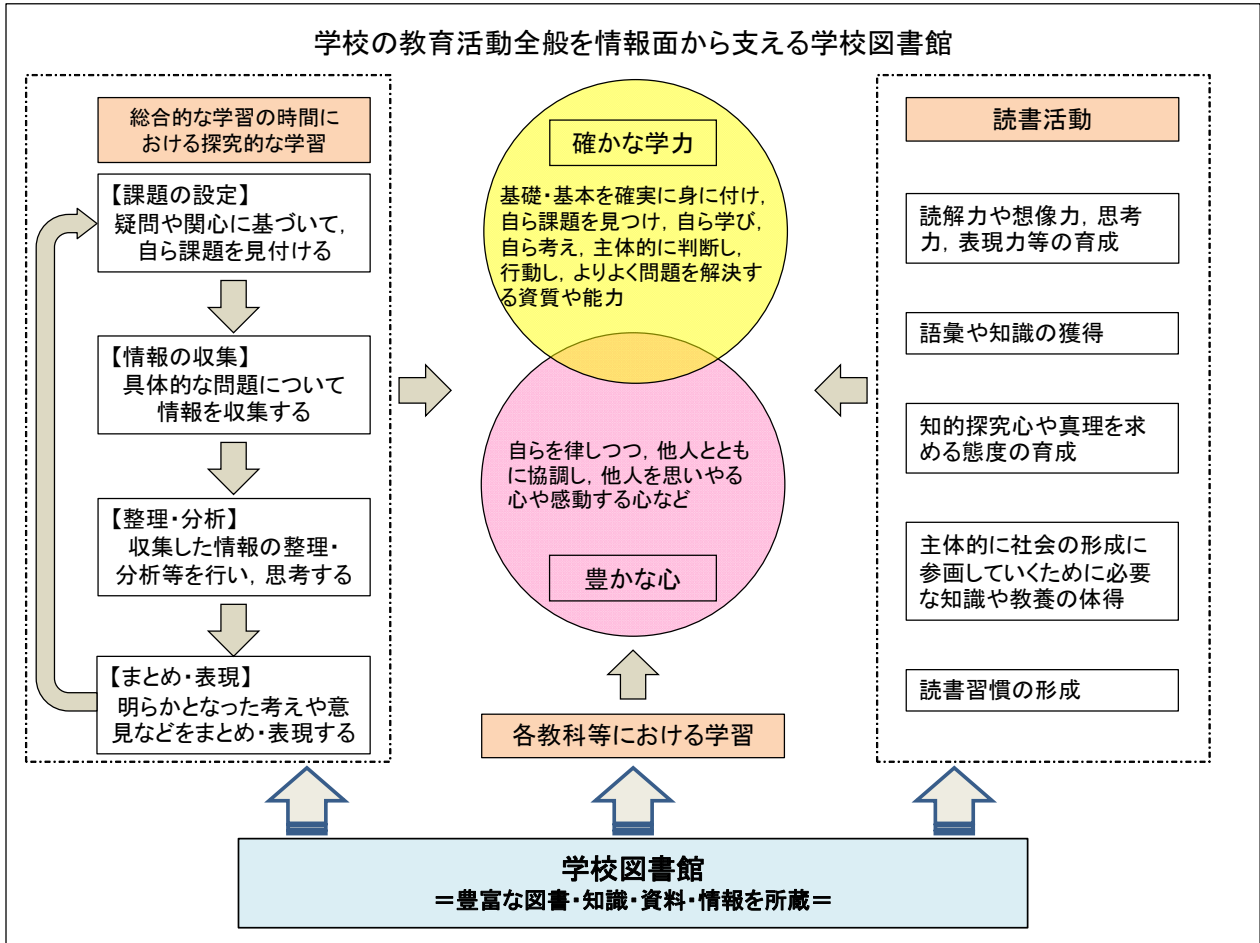 学校の教育活動全般を情報面から支える学校図書館
総合的な学習の時間に
おける探究的な学習
【課題の設定】
疑問や関心に基づいて,
自ら課題を見付ける
【情報の収集】
具体的な問題について
情報を収集する
【整理・分析】
収集した情報の整理・
分析等を行い, 思考する
【まとめ・表現】
明らかとなった考えや意
見などをまとめ・表現する
確かな学力
基礎・基本を確実に身に付け,
自ら課題を見つけ, 自ら学び,
自ら考え, 主体的に判断し,
行動し, よりよく問題を解決す
る資質や能力
自らを律しつつ, 他人ととも
に協調し, 他人を思いやる
心や感動する心など
豊かな心
各教科等における学習
読書活動
読解力や想像力, 思考
力, 表現力等の育成
語彙や知識の獲得
知的探究心や真理を求
める態度の育成
主体的に社会の形成に
参画していくために必要
な知識や教養の体得
読書習慣の形成
学校図書館
＝豊富な図書・知識・資料・情報を所蔵＝